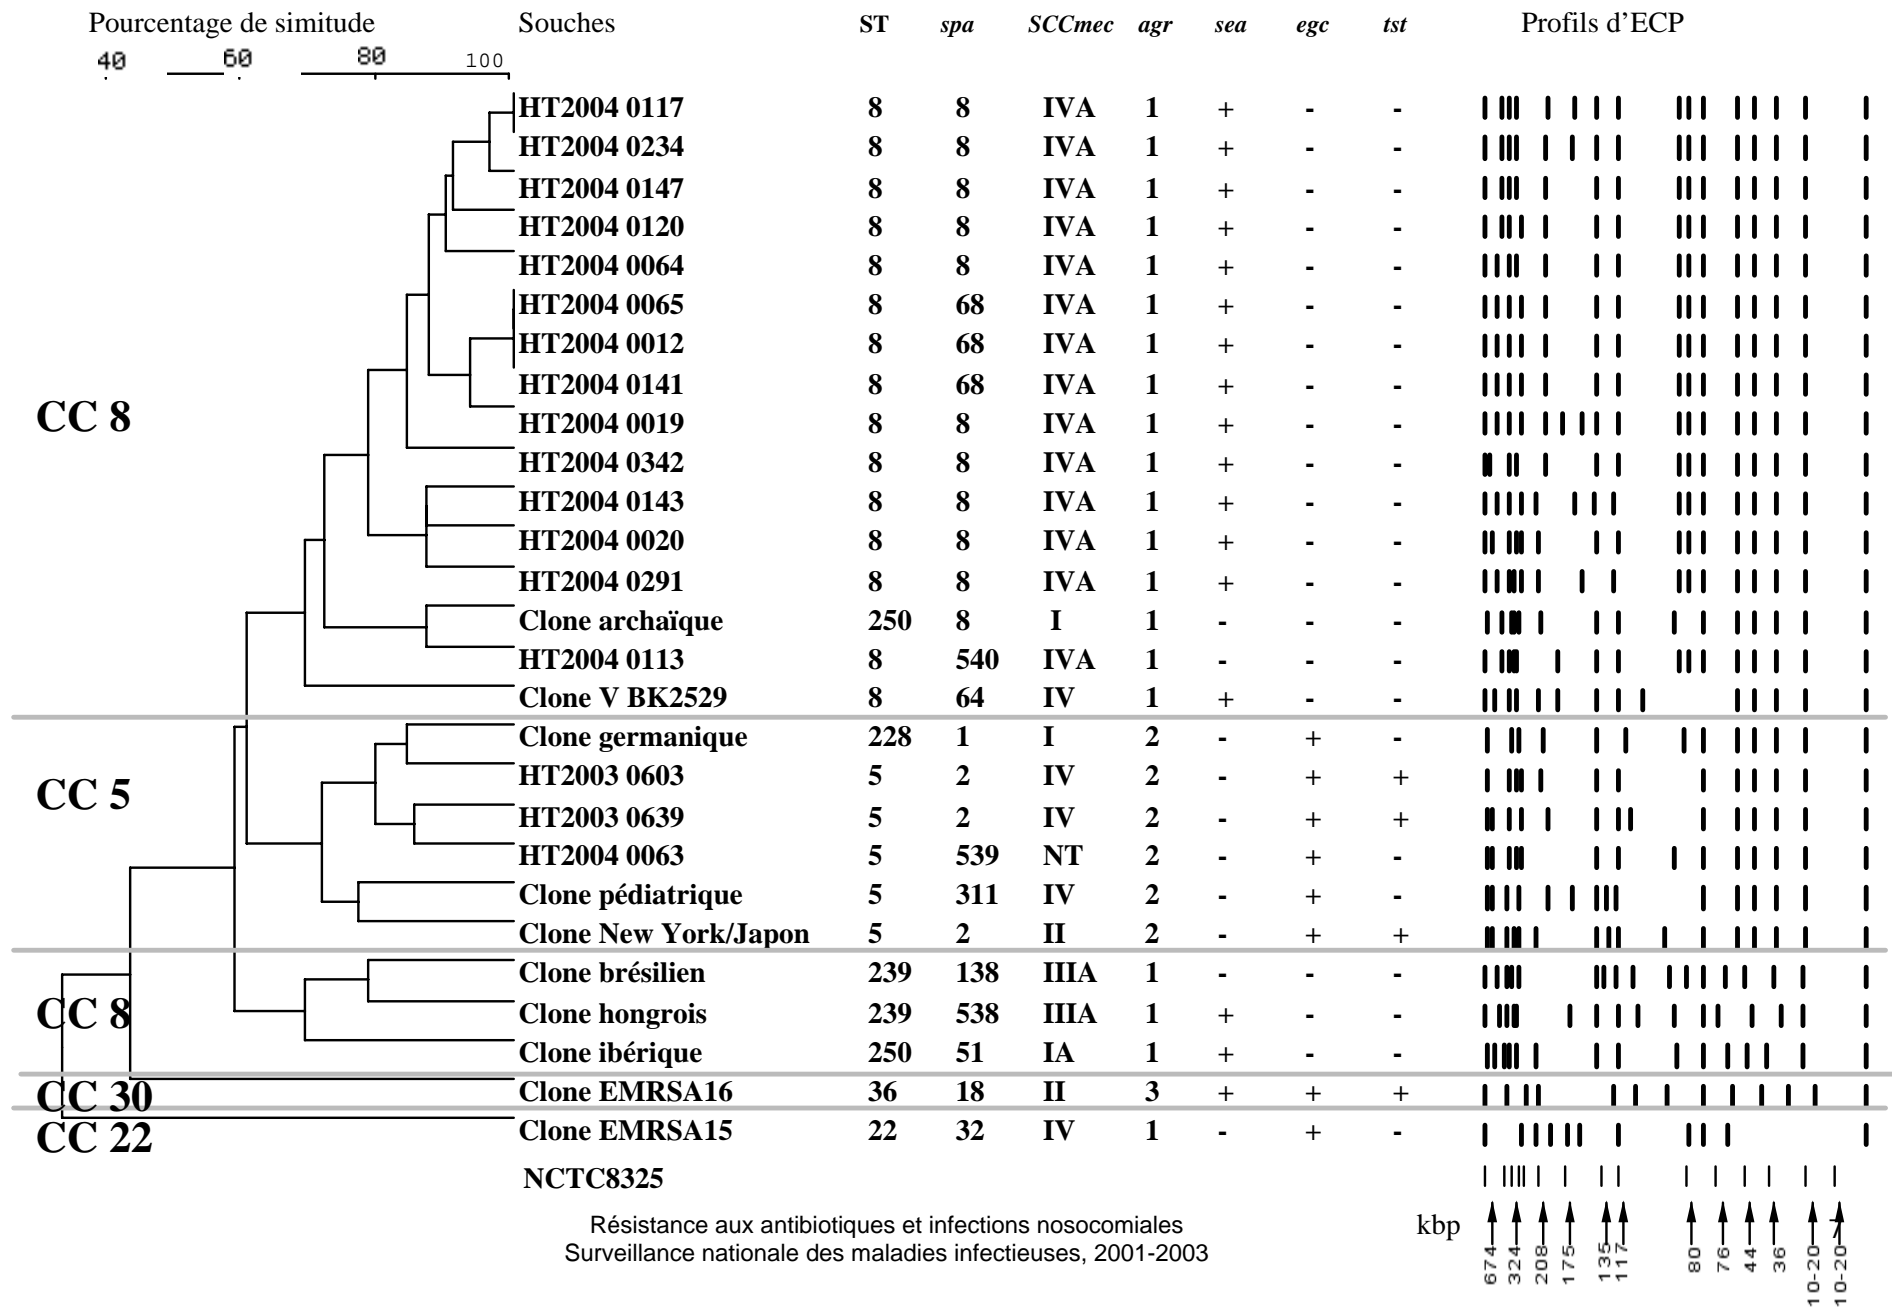 Pourcentage de simitude Souches ST spa SCCmec agr sea egc tst Profils d'ECP
40 60 80 100
HT2004 0117 8 8 IVA 1 + - -
HT2004 0234 8 8 IVA 1 + - -
HT2004 0147 8 8 IVA 1 + - -
HT2004 0120 8 8 IVA 1 + - -
HT2004 0064 8 8 IVA 1 + - -
HT2004 0065 8 68 IVA 1 + - -
HT2004 0012 8 68 IVA 1 + - -
HT2004 0141 8 68 IVA 1 + - -
CC 8
HT2004 0019 8 8 IVA 1 + - -
HT2004 0342 8 8 IVA 1 + - -
HT2004 0143 8 8 IVA 1 + - -
HT2004 0020 8 8 IVA 1 + - -
HT2004 0291 8 8 IVA 1 + - -
Clone archaïque 250 8 I 1 - - -
HT2004 0113 8 540 IVA 1 - - -
Clone V BK2529 8 64 IV 1 + - -
Clone germanique 228 1 I 2 - + -
HT2003 0603 5 2 IV 2 - + +
CC 5
HT2003 0639 5 2 IV 2 - + +
HT2004 0063 5 539 NT 2 - + -
Clone pédiatrique 5 311 IV 2 - + -
Clone New York/Japon 5 2 II 2 - + +
Clone brésilien 239 138 IIIA 1 - - -
CC 8
Clone hongrois 239 538 IIIA 1 + - -
Clone ibérique 250 51 IA 1 + - -
CC 30
Clone EMRSA16 36 18 II 3 + + +
CC 22
Clone EMRSA15 22 32 IV 1 - + -
NCTC8325
Résistance aux antibiotiques et infections nosocomiales
Surveillance nationale des maladies infectieuses, 2001-2003
kbp
7
674 324 208 175 135 117 80 76 44 36 10-20 10-20